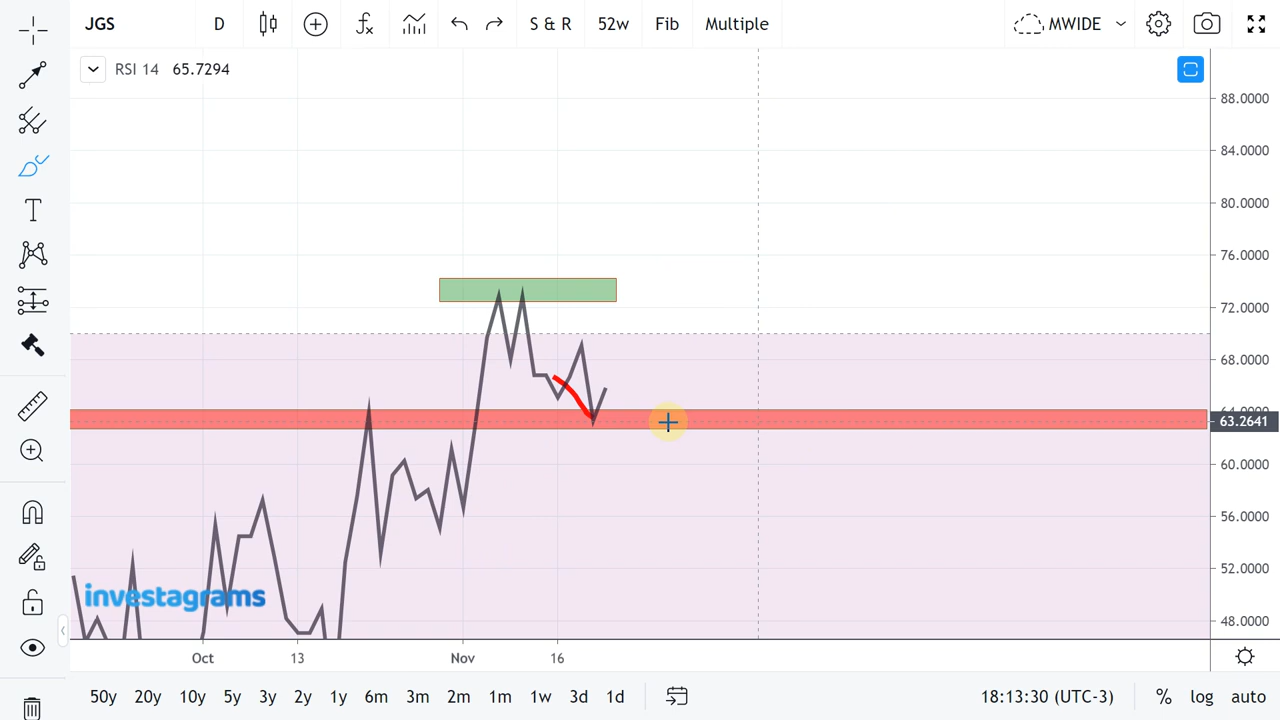 JGS D S & R 52w Fib Multiple MWIDE
RSI 14 65.7294
88.0000
84.0000
80.0000
76.0000
72.0000
68.0000
64.0000
63.2641
60.0000
56.0000
52.0000
48.0000
investagrams
Oct 13 Nov 16
50y 20y 10y 5y 3y 2y 1y 6m 3m 2m 1m 1w 3d 1d 18:13:30 (UTC-3) % log auto